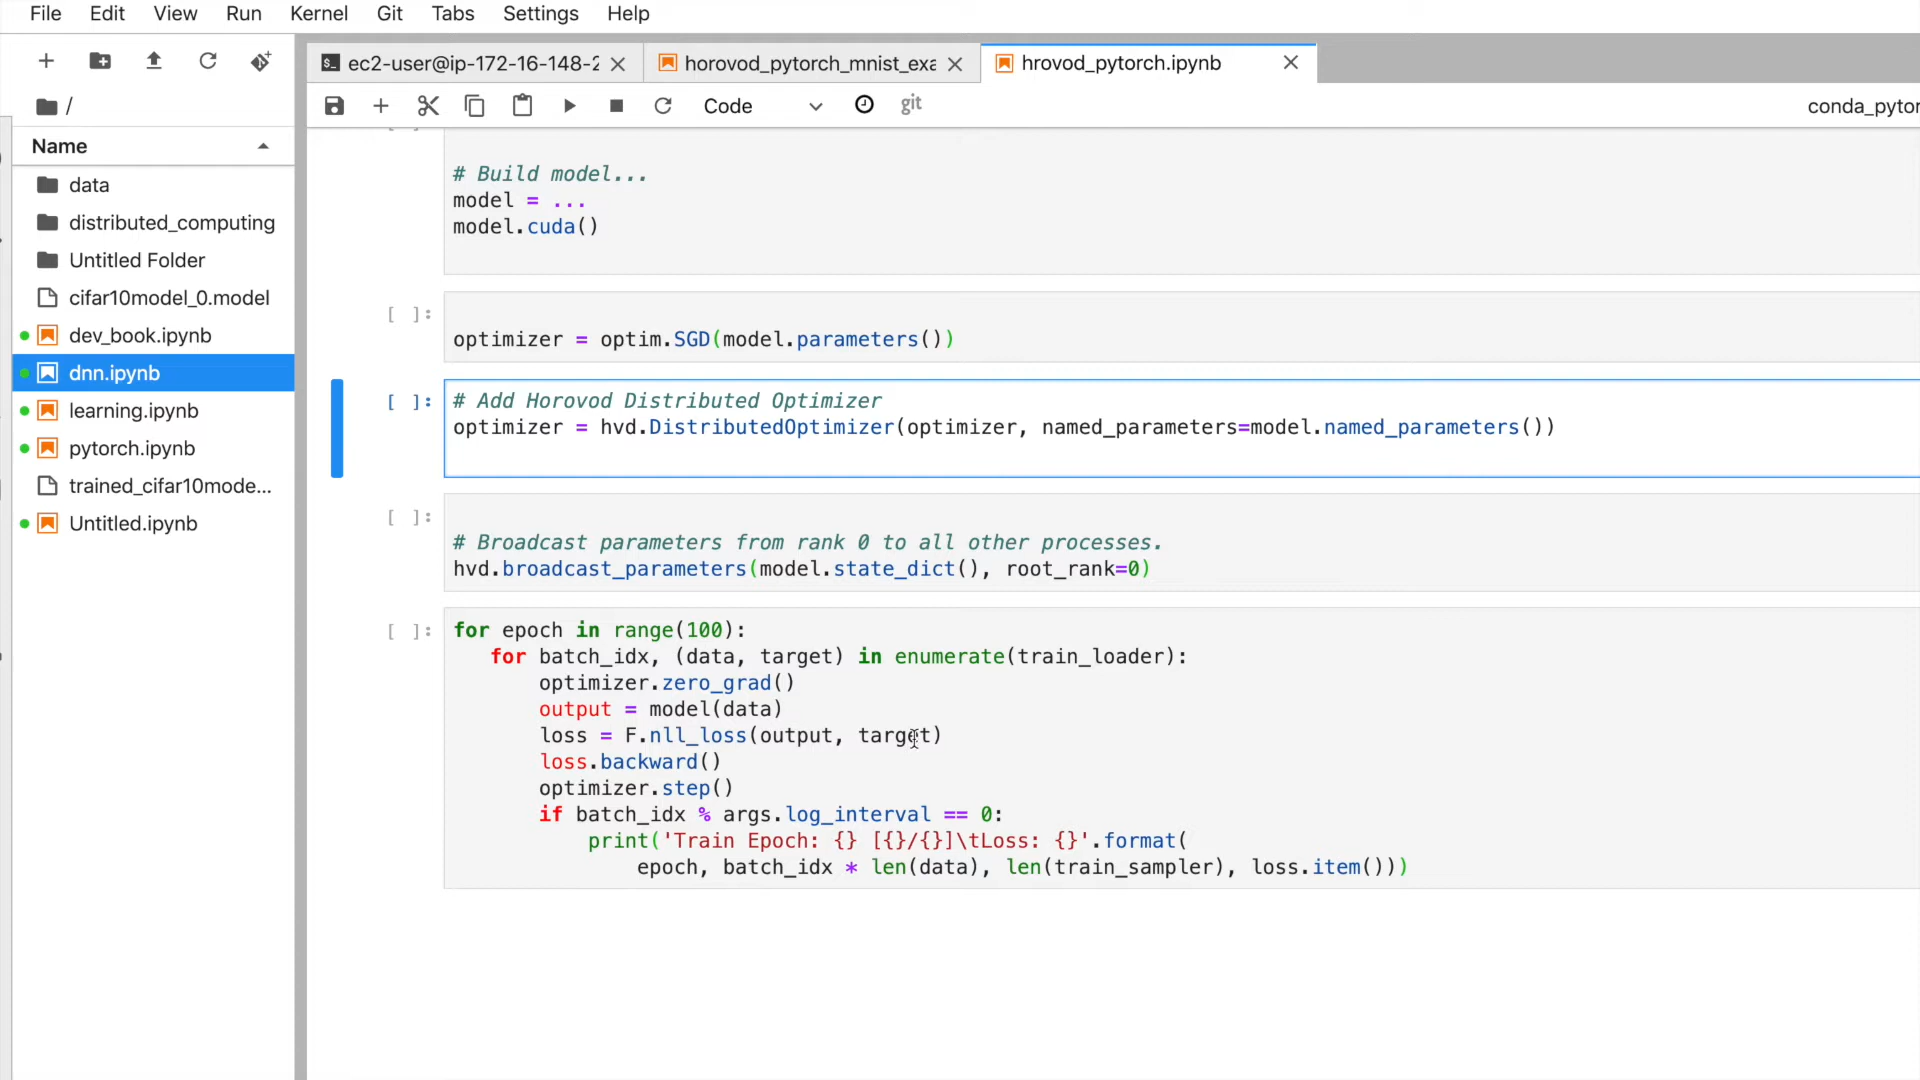 File Edit View Run Kernel Git Tabs Settings Help
ec2-user@ip-172-16-148-2
horovod_pytorch_mnist_exa
hrovod_pytorch.ipynb
Code
git
conda_pytor
/
Name
data
distributed_computing
Untitled Folder
cifar10model_0.model
dev_book.ipynb
dnn.ipynb
learning.ipynb
pytorch.ipynb
trained_cifar10mode...
Untitled.ipynb
# Build model...
model = ...
model.cuda()
[ ]:
optimizer = optim.SGD(model.parameters())
[ ]: # Add Horovod Distributed Optimizer
optimizer = hvd.DistributedOptimizer(optimizer, named_parameters=model.named_parameters())
[ ]:
# Broadcast parameters from rank 0 to all other processes.
hvd.broadcast_parameters(model.state_dict(), root_rank=0)
[ ]: for epoch in range(100):
for batch_idx, (data, target) in enumerate(train_loader):
optimizer.zero_grad()
output = model(data)
loss = F.nll_loss(output, target)
loss.backward()
optimizer.step()
if batch_idx % args.log_interval == 0:
print('Train Epoch: {} [{}/{}]\tLoss: {}'.format(
epoch, batch_idx * len(data), len(train_sampler), loss.item()))